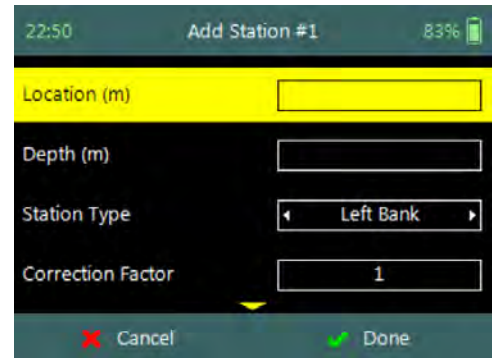 22:50 Add Station #1 83%
Location (m)
Depth (m)
Station Type Left Bank
Correction Factor 1
Cancel Done